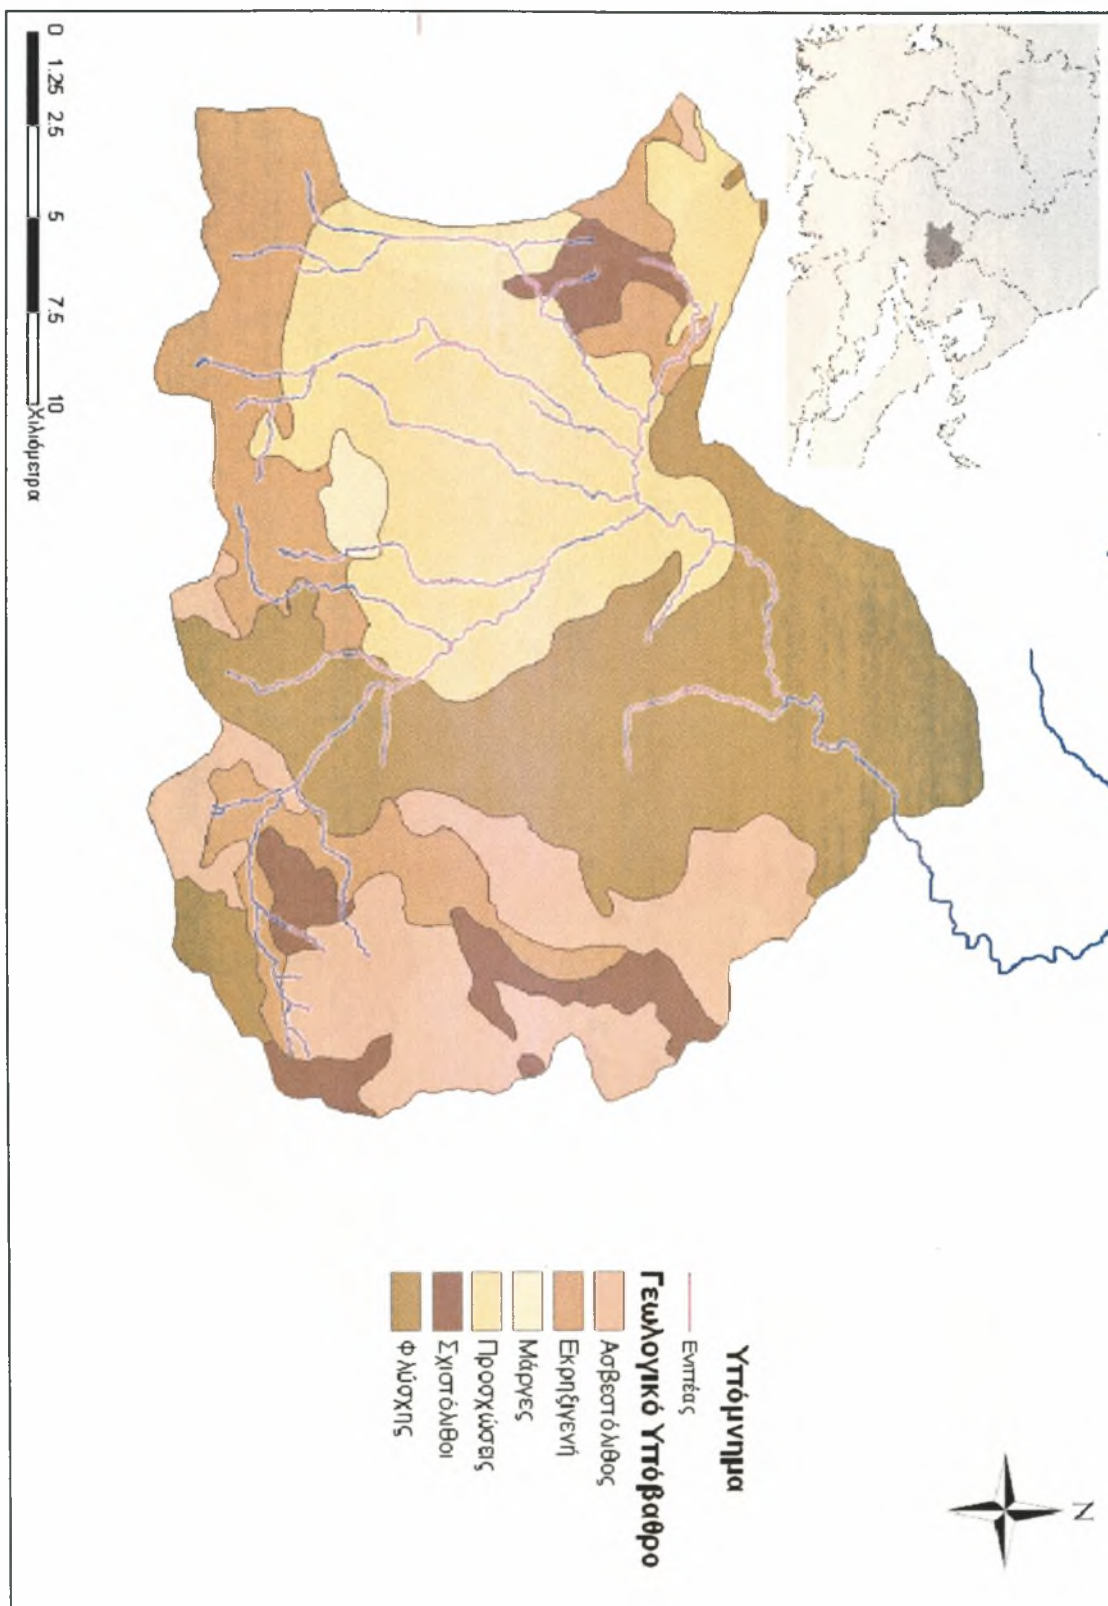 N
Υπόμνημα
Ενιπέας
Γεωλογικό Υπόβαθρο
Ασβεστόλιθος
Εκρηξιγενή
Μάργες
Προσχώσεις
Σχιστόλιθοι
Φλύσχης
0 1.25 2.5 5 7.5 10
Χιλιόμετρα